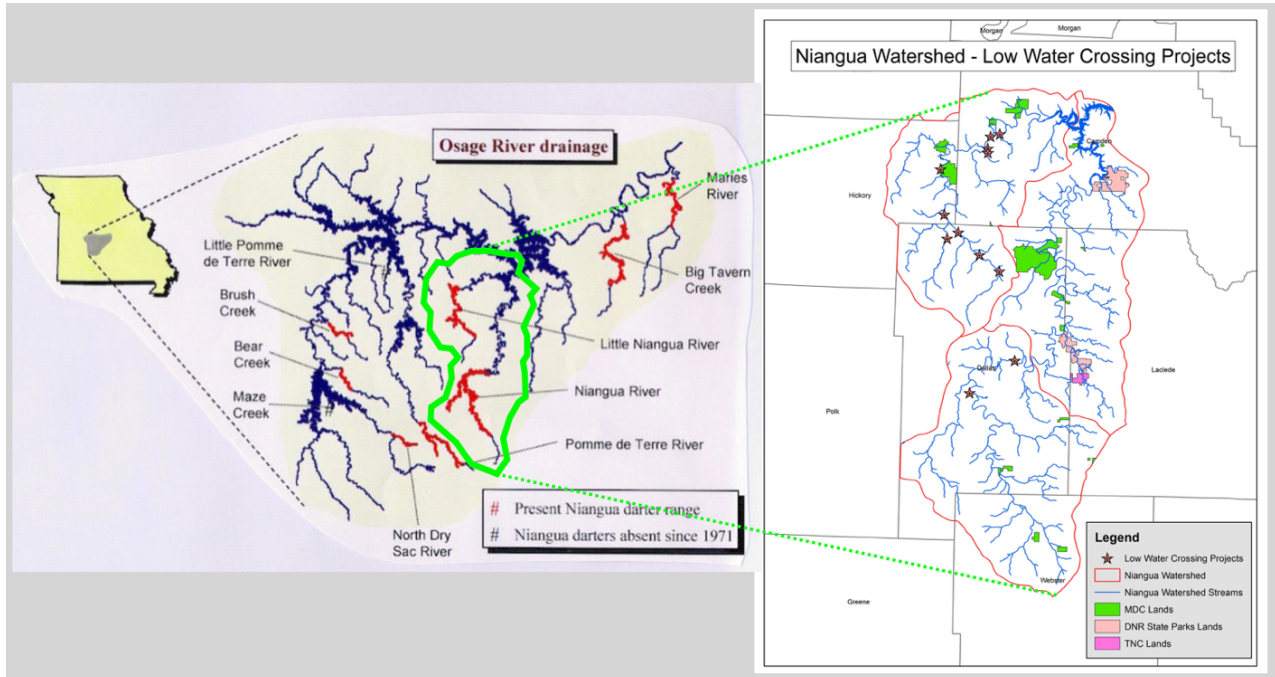 Osage River drainage
Maries
River
Little Pomme
de Terre River
#
Big Tavern
Creek
Brush
Creek
Little Niangua River
Bear
Creek
Niangua River
Maze
Creek
#
Pomme de Terre River
North Dry
Sac River
# Present Niangua darter range
# Niangua darters absent since 1971
Niangua Watershed - Low Water Crossing Projects
Morgan
Morgan
Camden
Hickory
Dallas
Laclede
Polk
Webster
Greene
Legend
Low Water Crossing Projects
Niangua Watershed
Niangua Watershed Streams
MDC Lands
DNR State Parks Lands
TNC Lands